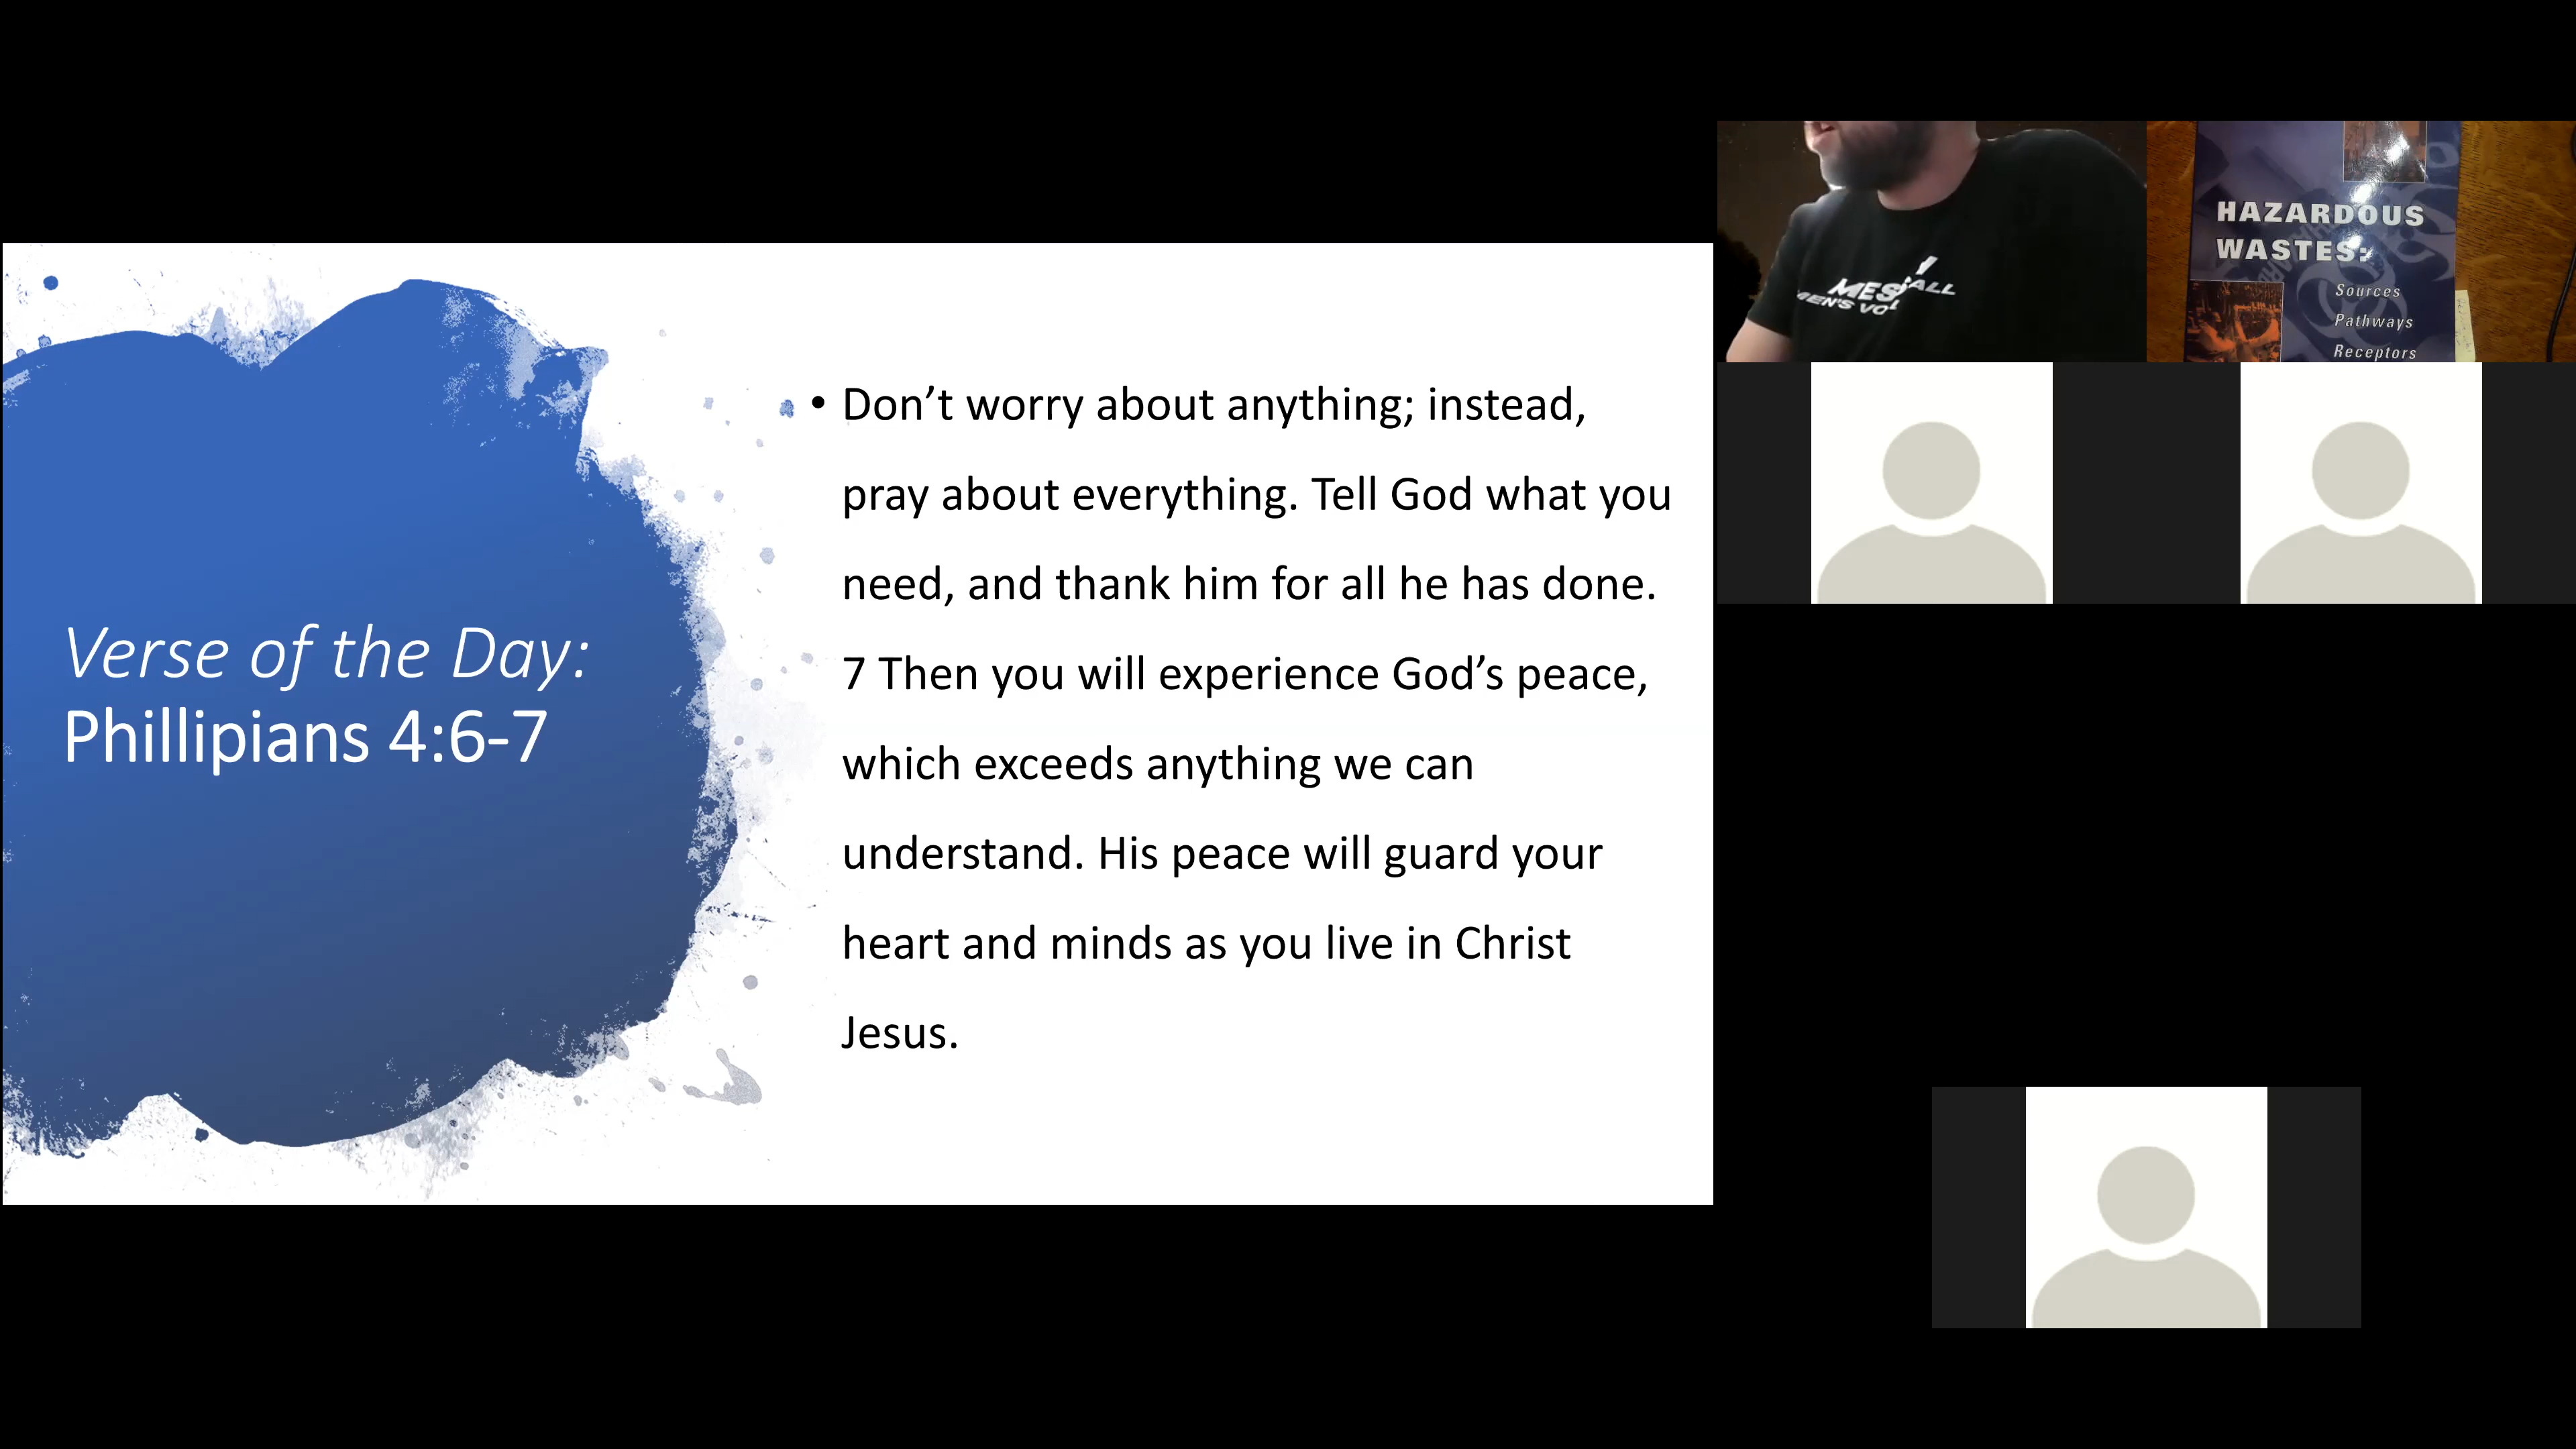 Verse of the Day:
Phillipians 4:6-7
• Don’t worry about anything; instead,
pray about everything. Tell God what you
need, and thank him for all he has done.
7 Then you will experience God’s peace,
which exceeds anything we can
understand. His peace will guard your
heart and minds as you live in Christ
Jesus.
HAZARDOUS
WASTES:
Sources
Pathways
Receptors